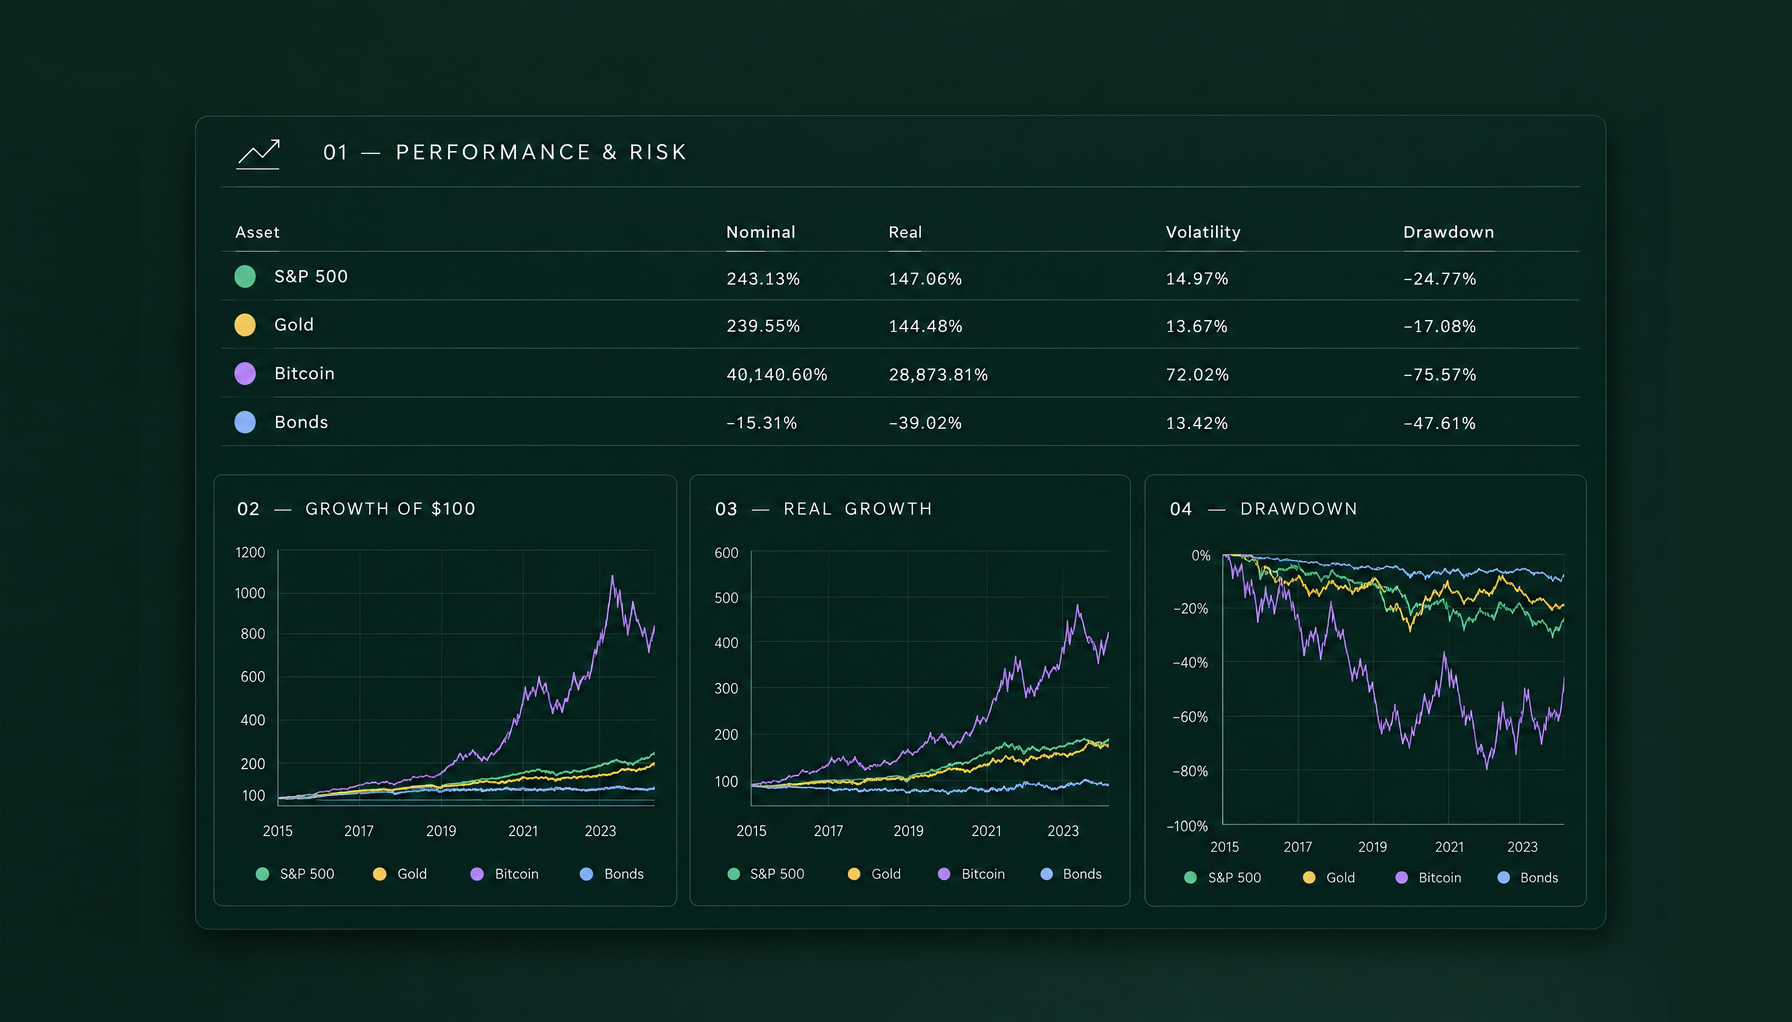 01 — PERFORMANCE & RISK
Asset Nominal Real Volatility Drawdown
S&P 500 243.13% 147.06% 14.97% −24.77%
Gold 239.55% 144.48% 13.67% −17.08%
Bitcoin 40,140.60% 28,873.81% 72.02% −75.57%
Bonds −15.31% −39.02% 13.42% −47.61%
02 — GROWTH OF $100
1200
1000
800
600
400
200
100
2015 2017 2019 2021 2023
S&P 500 Gold Bitcoin Bonds
03 — REAL GROWTH
600
500
400
300
200
100
2015 2017 2019 2021 2023
S&P 500 Gold Bitcoin Bonds
04 — DRAWDOWN
0%
−20%
−40%
−60%
−80%
−100%
2015 2017 2019 2021 2023
S&P 500 Gold Bitcoin Bonds